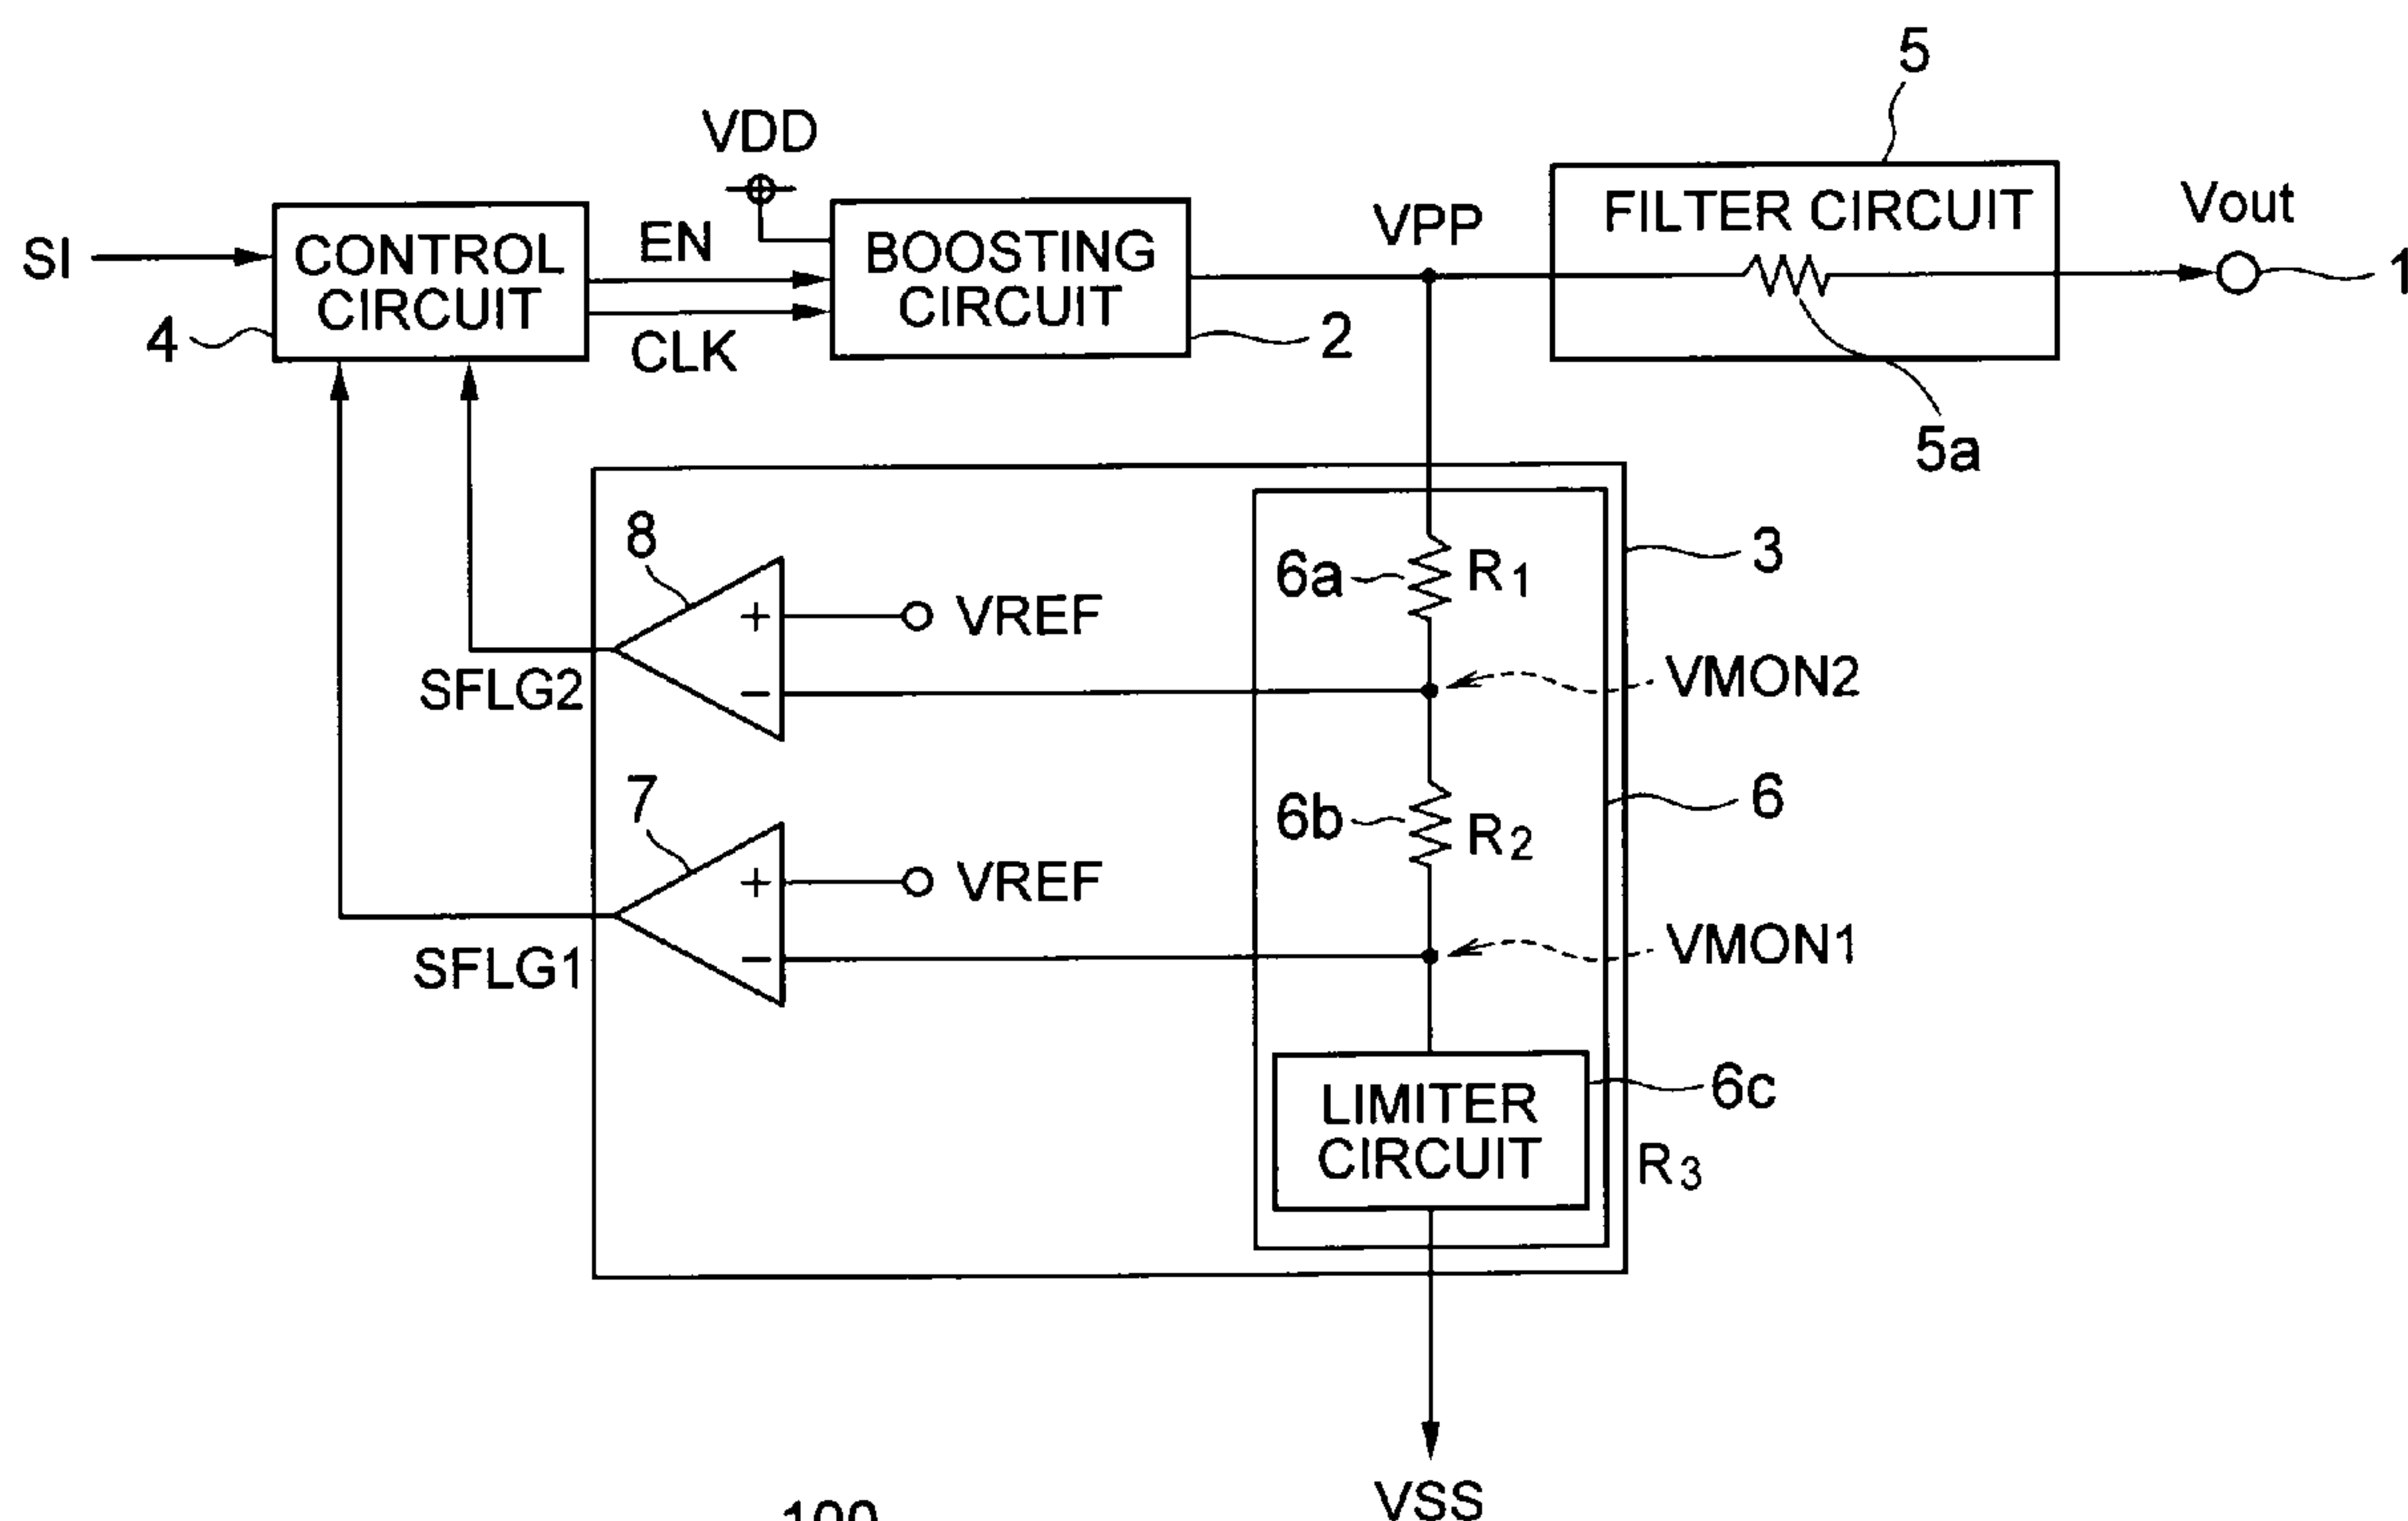 5
VDD
SI
CONTROL
CIRCUIT
EN
CLK
BOOSTING
CIRCUIT
VPP
FILTER CIRCUIT
Vout
1
4
2
5a
8
+
VREF
−
SFLG2
6a
R1
3
VMON2
7
+
VREF
−
SFLG1
6b
R2
6
VMON1
LIMITER
CIRCUIT
6c
R3
VSS
100